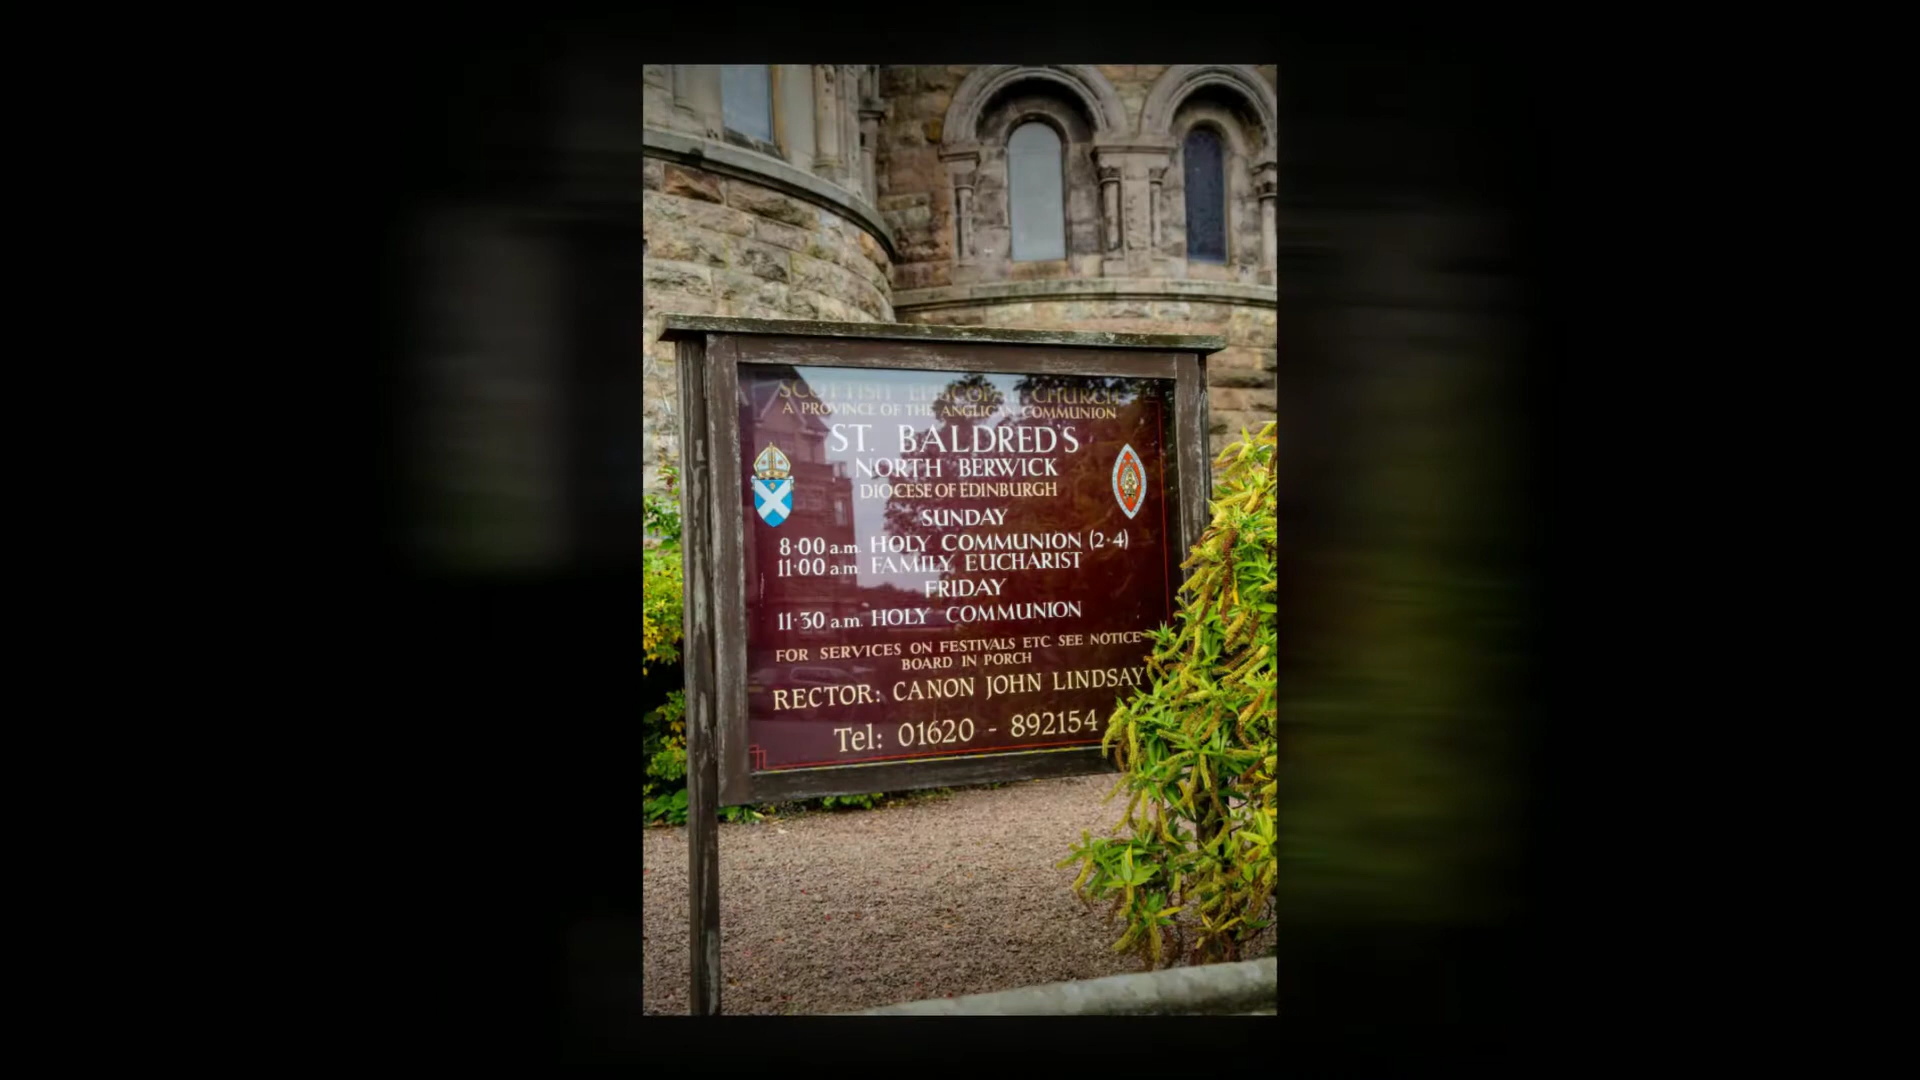 SCOTTISH EPISCOPAL CHURCH
A PROVINCE OF THE ANGLICAN COMMUNION
ST. BALDRED'S
NORTH BERWICK
DIOCESE OF EDINBURGH
SUNDAY
8·00 a.m. HOLY COMMUNION (2·4)
11·00 a.m. FAMILY EUCHARIST
FRIDAY
11·30 a.m. HOLY COMMUNION
FOR SERVICES ON FESTIVALS ETC SEE NOTICE
BOARD IN PORCH
RECTOR: CANON JOHN LINDSAY
Tel: 01620 - 892154